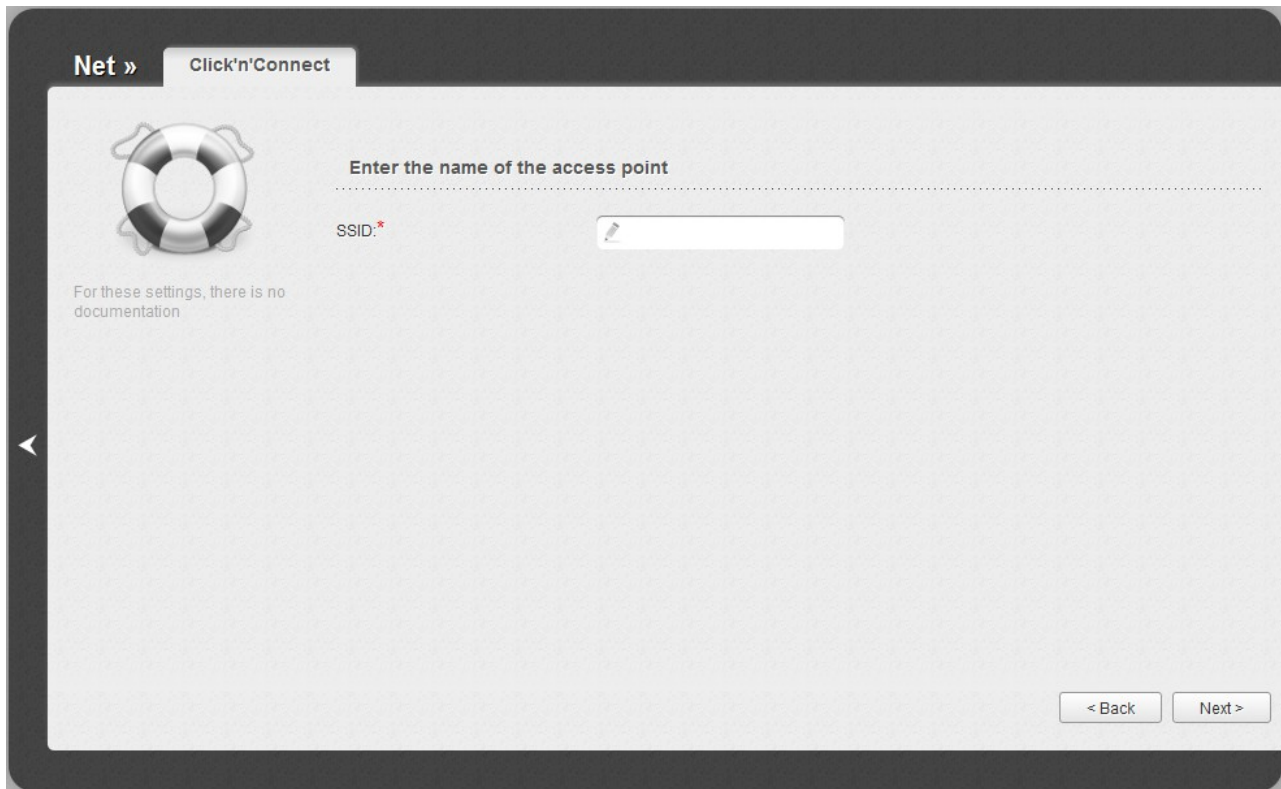 Net »
Click'n'Connect
Enter the name of the access point
SSID:*
For these settings, there is no
documentation
< Back
Next >